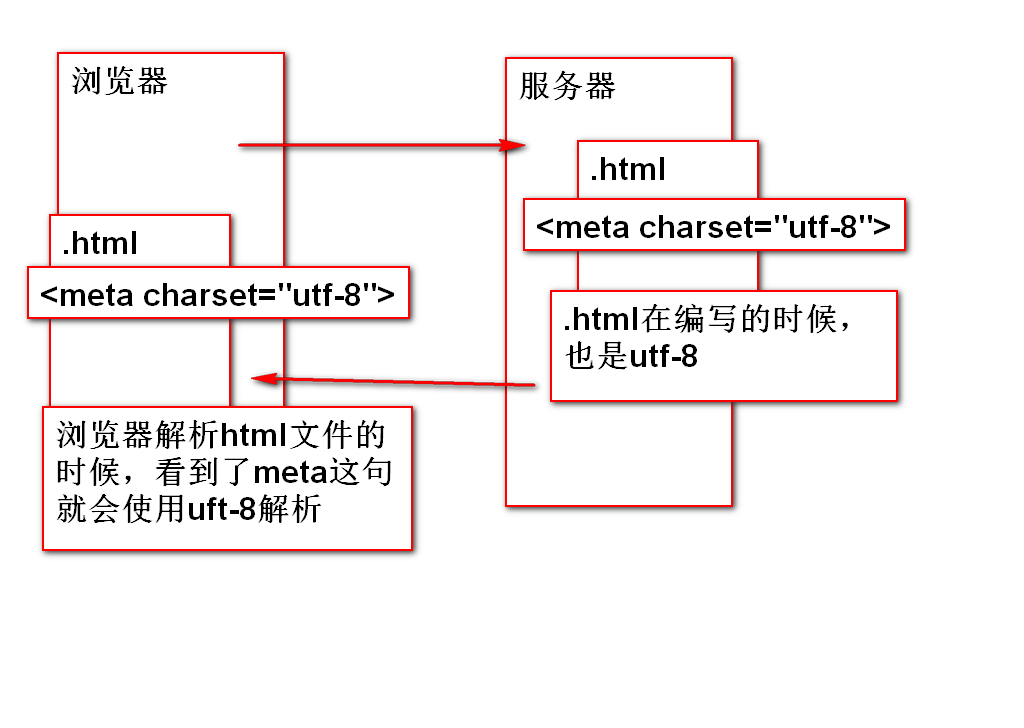 浏览器
.html
<meta charset="utf-8">
浏览器解析html文件的
时候，看到了meta这句
就会使用uft-8解析
服务器
.html
<meta charset="utf-8">
.html在编写的时候，
也是utf-8